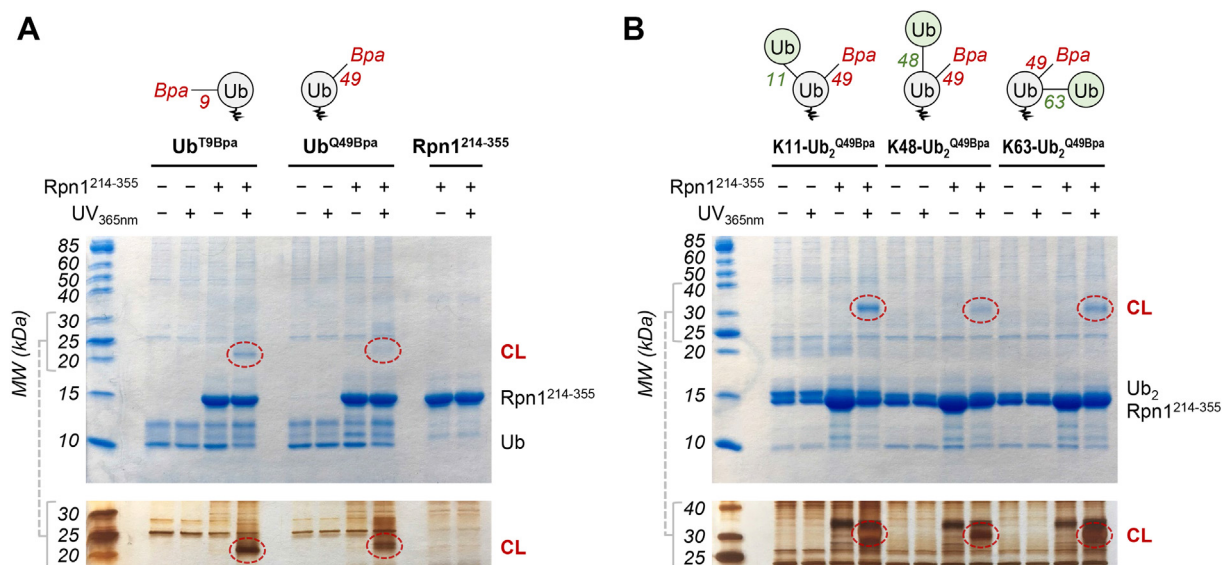 A
Bpa 9 Ub
Ub Bpa 49
Ub^T9Bpa Ub^Q49Bpa Rpn1^214-355
Rpn1^214-355 – – + + – – + + + +
UV365nm – + – + – + – + – +
MW (kDa)
85
60
50
40
30
25
20
15
10
CL
Rpn1^214-355
Ub
30
25
20
CL
B
Ub 11 Ub Bpa 49
Ub 48 Ub Bpa 49
Ub 49 Bpa 63 Ub
K11-Ub2^Q49Bpa K48-Ub2^Q49Bpa K63-Ub2^Q49Bpa
Rpn1^214-355 – – + + – – + + – – + +
UV365nm – + – + – + – + – + – +
MW (kDa)
85
60
50
40
30
25
20
15
10
CL
Ub2
Rpn1^214-355
40
30
25
CL